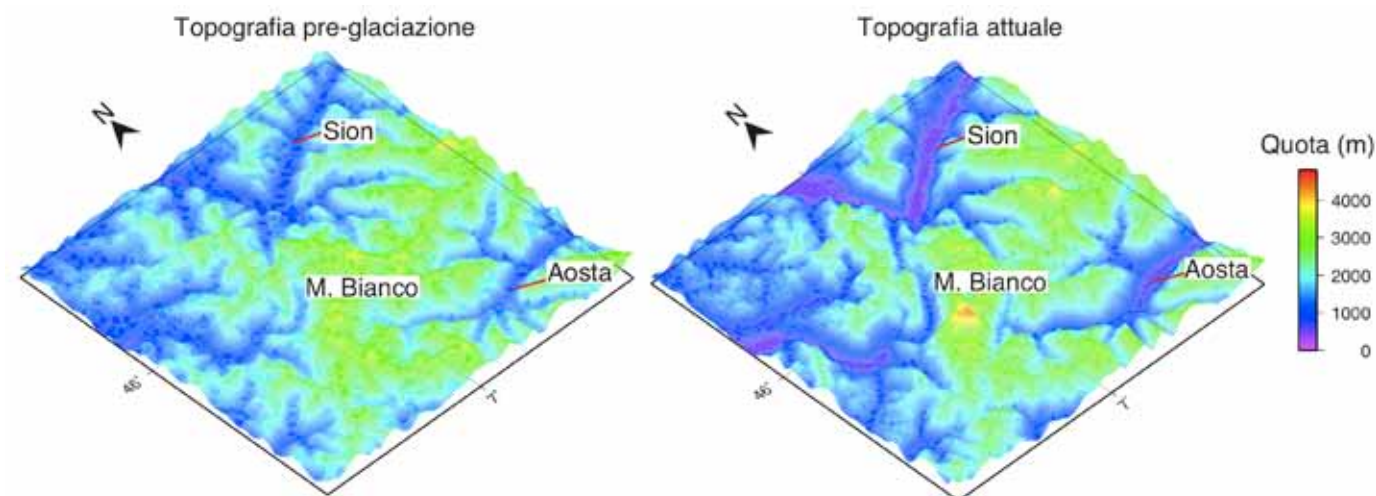 Topografia pre-glaciazione
Topografia attuale
N
Sion
Aosta
M. Bianco
46°
7°
N
Sion
Aosta
M. Bianco
46°
7°
Quota (m)
4000
3000
2000
1000
0